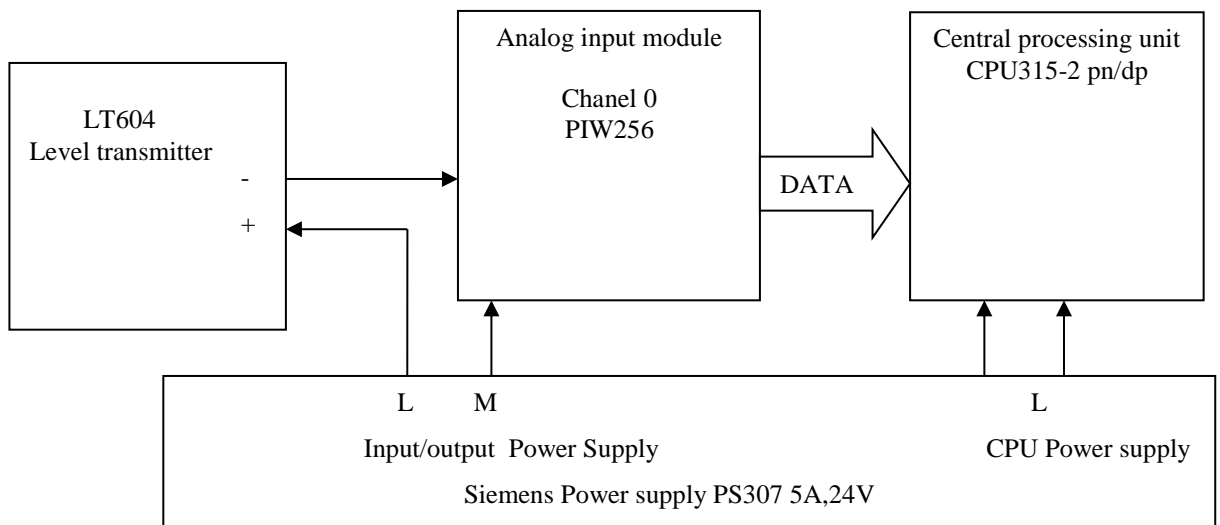 LT604
Level transmitter
-
+
Analog input module
Chanel 0
PIW256
DATA
Central processing unit
CPU315-2 pn/dp
L M
L
Input/output Power Supply
CPU Power supply
Siemens Power supply PS307 5A,24V